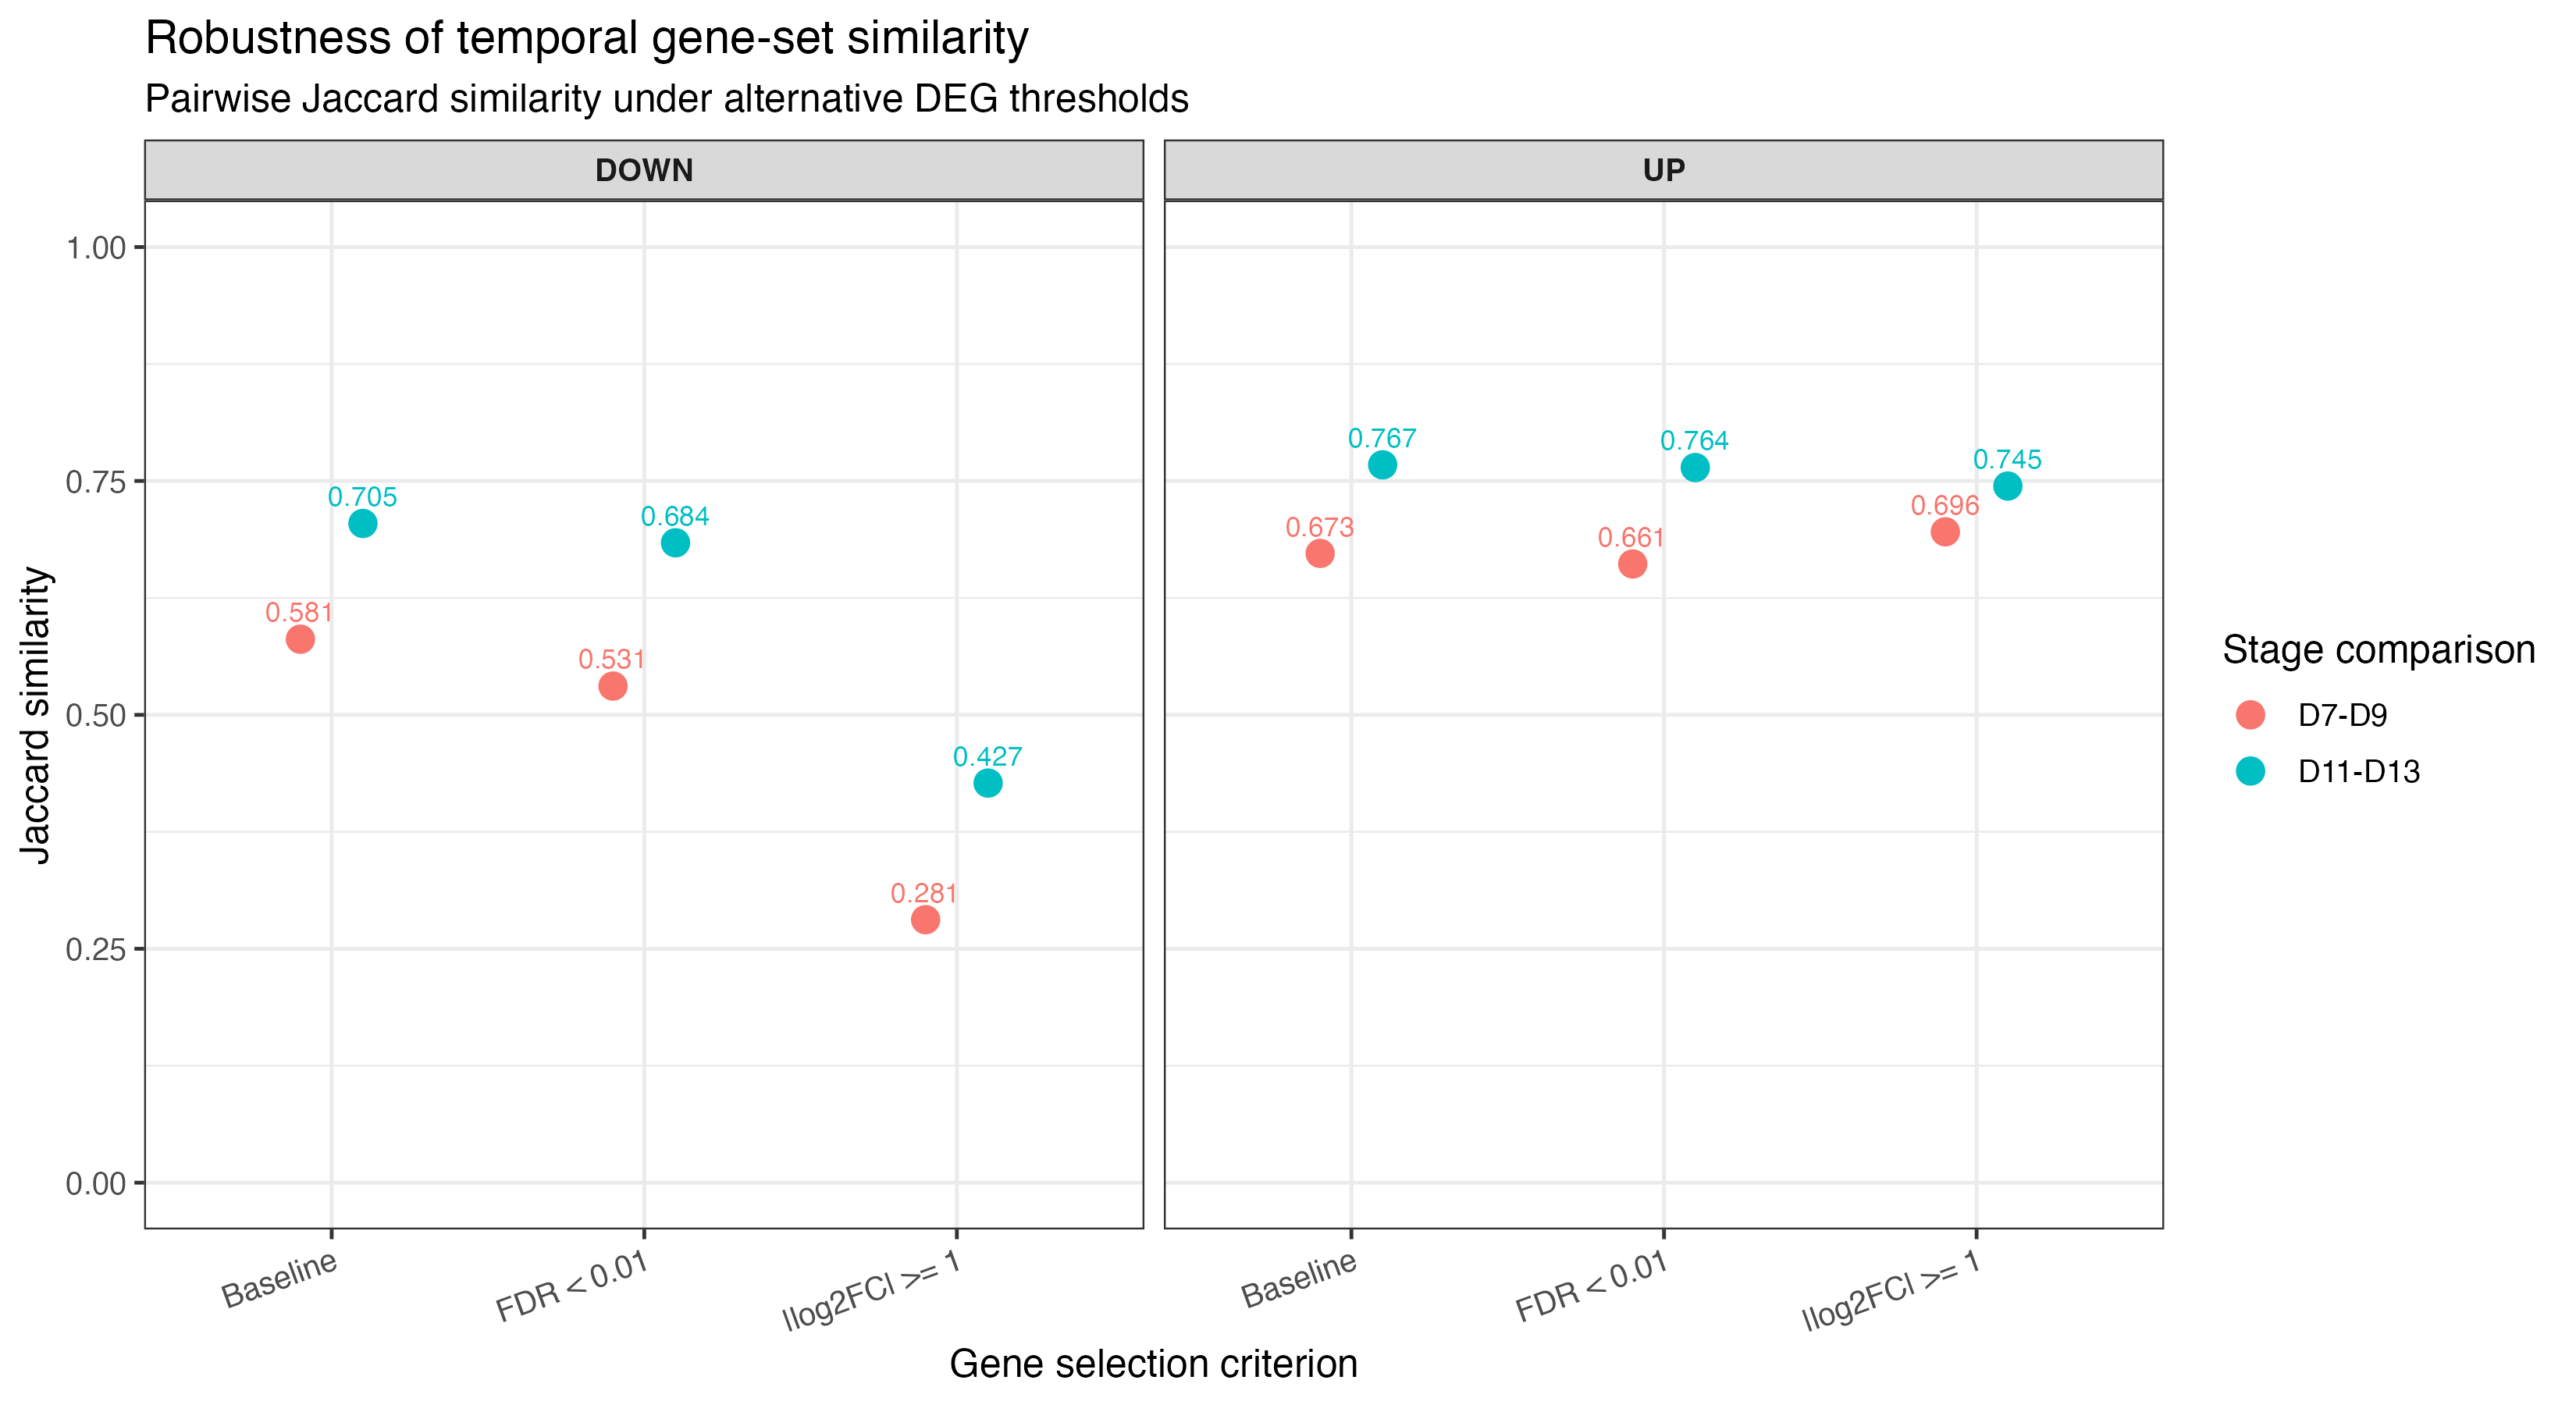 Robustness of temporal gene-set similarity
Pairwise Jaccard similarity under alternative DEG thresholds
DOWN
UP
Jaccard similarity
1.00
0.75
0.50
0.25
0.00
0.581
0.705
0.531
0.684
0.281
0.427
0.673
0.767
0.661
0.764
0.696
0.745
Baseline
FDR < 0.01
|log2FC| >= 1
Baseline
FDR < 0.01
|log2FC| >= 1
Gene selection criterion
Stage comparison
D7-D9
D11-D13